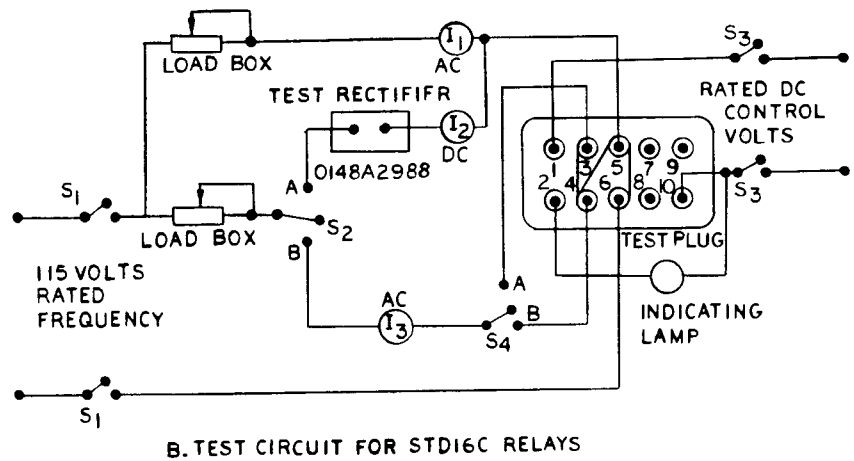 I1
S3
LOAD BOX
AC
TEST RECTIFIFR
RATED DC
CONTROL
VOLTS
I2
DC
0148A2988
A
1 3 5 7 9
2 4 6 8 10
S3
S1
S2
LOAD BOX
B
TEST PLUG
115 VOLTS
RATED
FREQUENCY
A
AC
I3
B
S4
INDICATING
LAMP
S1
B. TEST CIRCUIT FOR STD16C RELAYS